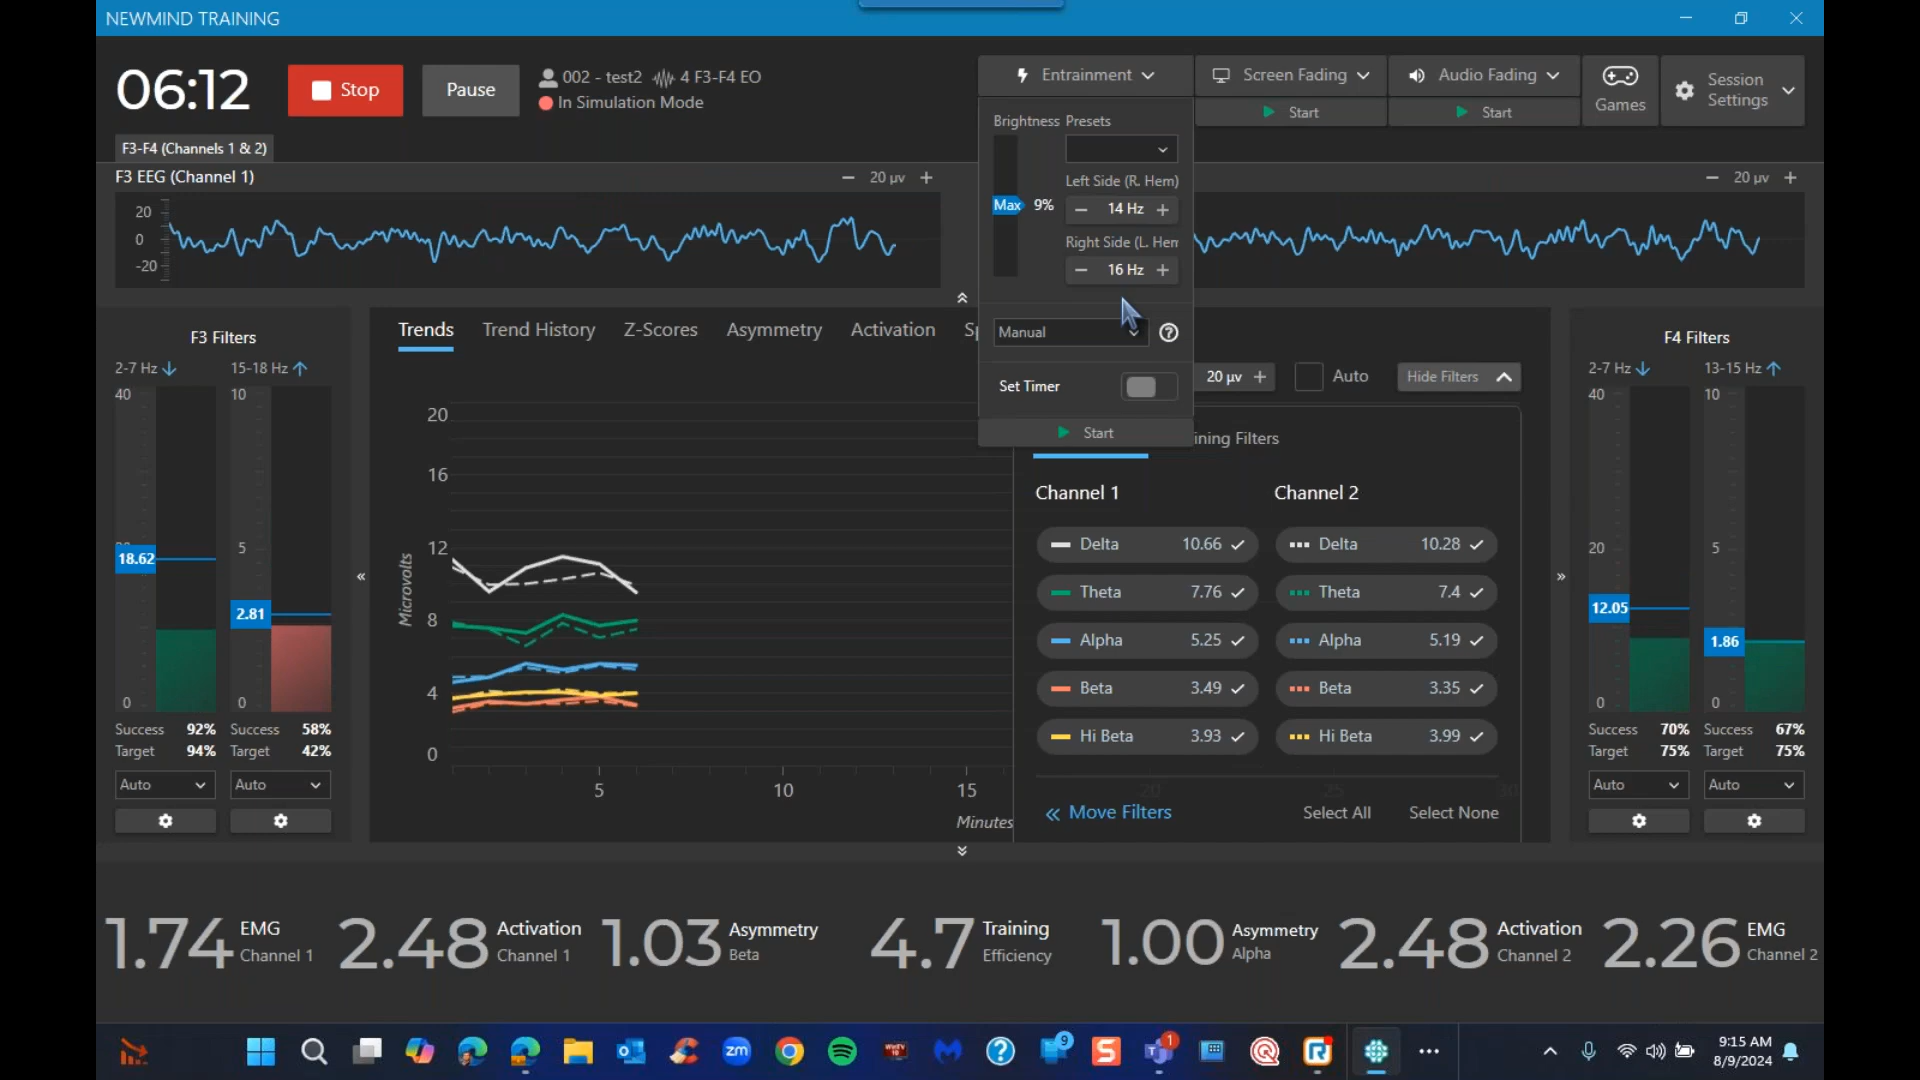 NEWMIND TRAINING
06:12
Stop
Pause
002 - test2 4 F3-F4 EO
In Simulation Mode
Entrainment
Screen Fading
Start
Audio Fading
Start
Games
Session
Settings
F3-F4 (Channels 1 & 2)
F3 EEG (Channel 1)
20 μv
20
0
-20
20 μv
Brightness Presets
Max 9%
Left Side (R. Hem)
14 Hz
Right Side (L. Hem
16 Hz
Manual
Set Timer
Start
F3 Filters
2-7 Hz
15-18 Hz
40
0
10
5
0
18.62
2.81
Success 92%
Target 94%
Success 58%
Target 42%
Auto
Auto
Trends Trend History Z-Scores Asymmetry Activation
20 μv
Auto
Hide Filters
Microvolts
20
16
12
8
4
0
5 10 15
Minutes
ining Filters
Channel 1
Delta 10.66
Theta 7.76
Alpha 5.25
Beta 3.49
Hi Beta 3.93
Channel 2
Delta 10.28
Theta 7.4
Alpha 5.19
Beta 3.35
Hi Beta 3.99
20 25 30
Move Filters
Select All
Select None
F4 Filters
2-7 Hz
13-15 Hz
40
20
0
10
5
0
12.05
1.86
Success 70%
Target 75%
Success 67%
Target 75%
Auto
Auto
1.74 EMG
Channel 1
2.48 Activation
Channel 1
1.03 Asymmetry
Beta
4.7 Training
Efficiency
1.00 Asymmetry
Alpha
2.48 Activation
Channel 2
2.26 EMG
Channel 2
zm
9
1
9:15 AM
8/9/2024